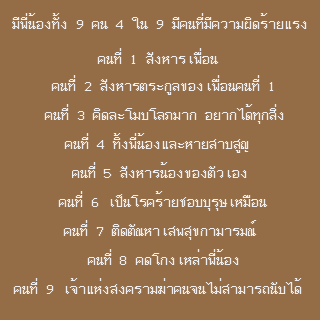 มีพี่น้องทั้ง 9 คน 4 ใน 9 มีคนที่มีความผิดร้ายแรง
คนที่ 1 สังหารเพื่อน
คนที่ 2 สังหารตระกูลของเพื่อนคนที่ 1
คนที่ 3 คิดละโมบโลภมาก อยากได้ทุกสิ่ง
คนที่ 4 ทิ้งพี่น้องและหายสาบสูญ
คนที่ 5 สังหารน้องของตัวเอง
คนที่ 6 เป็นโรคร้ายชอบบุรุษเหมือน
คนที่ 7 ติดตัณหาเสพสุขกามารมณ์
คนที่ 8 คดโกงเหล่าพี่น้อง
คนที่ 9 เจ้าแห่งสงครามฆ่าคนจนไม่สามารถนับได้